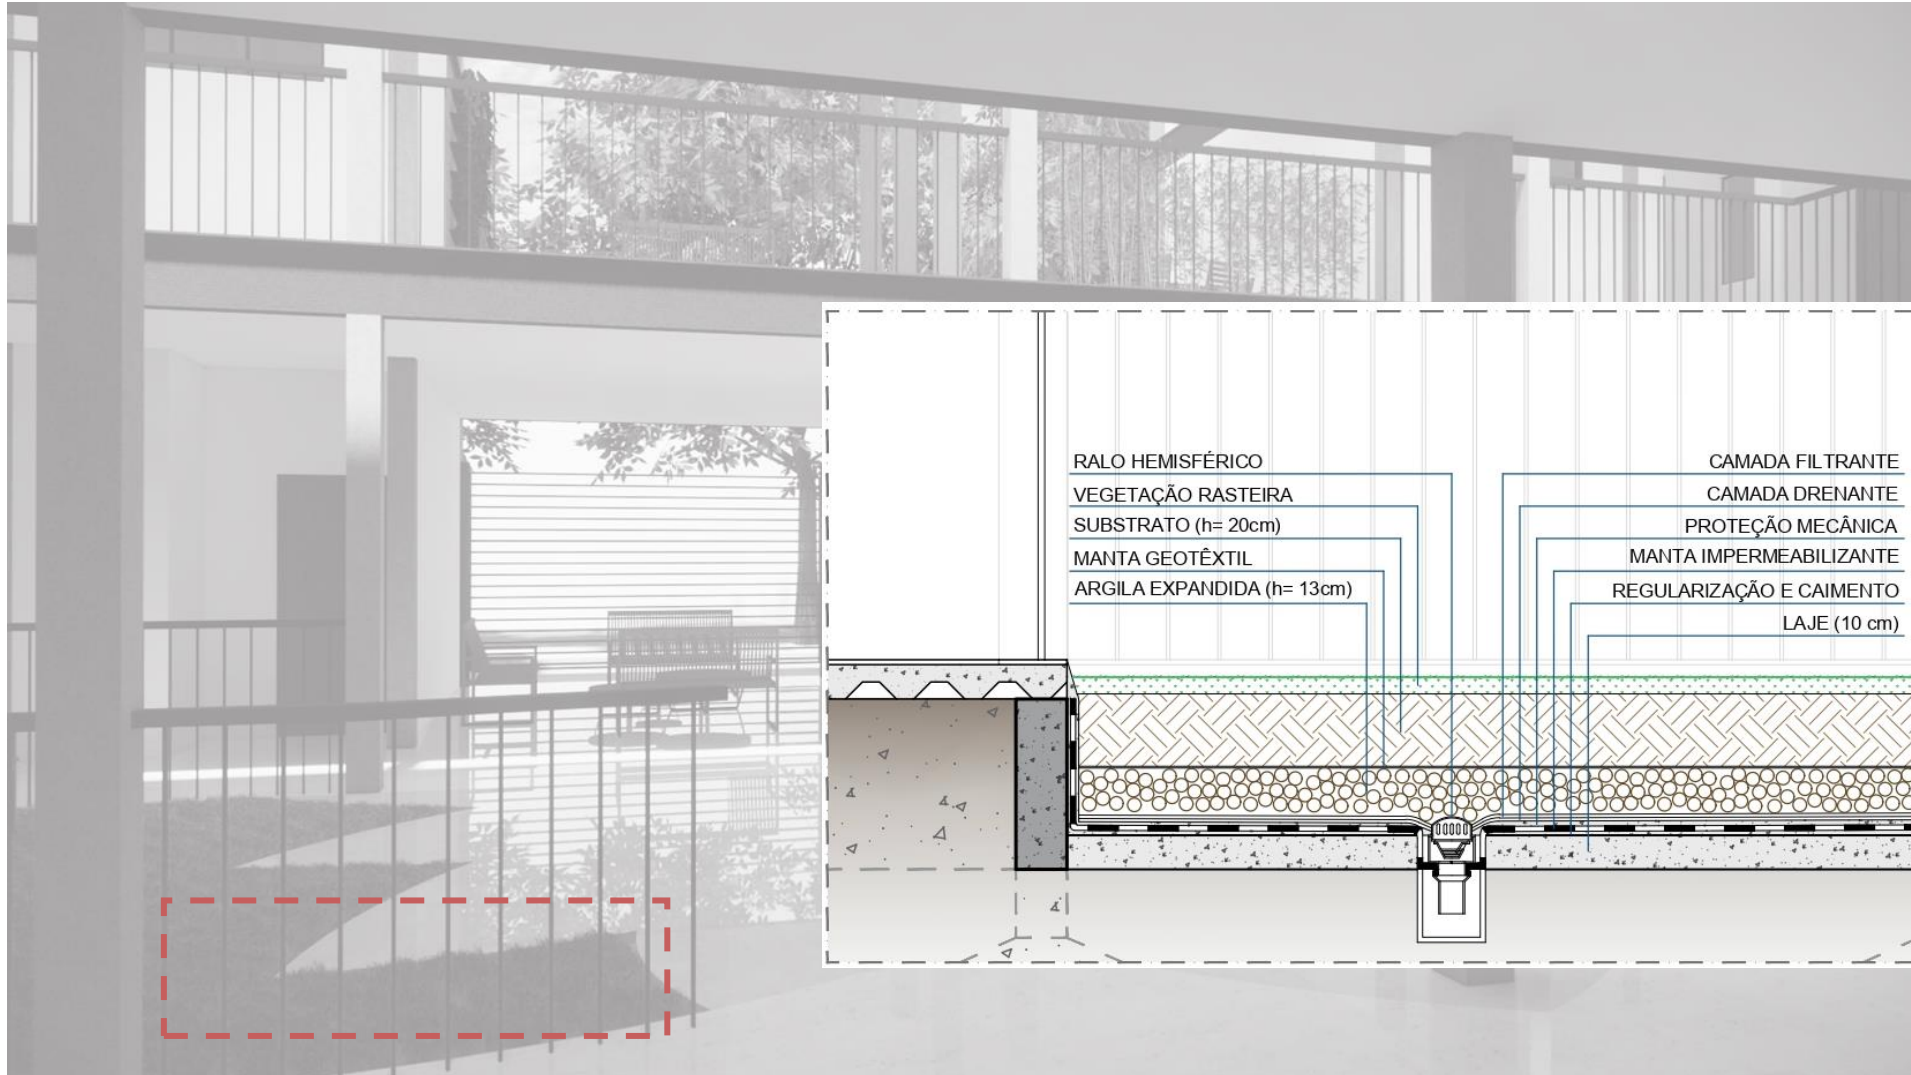 RALO HEMISFÉRICO
VEGETAÇÃO RASTEIRA
SUBSTRATO (h= 20cm)
MANTA GEOTÊXTIL
ARGILA EXPANDIDA (h= 13cm)
CAMADA FILTRANTE
CAMADA DRENANTE
PROTEÇÃO MECÂNICA
MANTA IMPERMEABILIZANTE
REGULARIZAÇÃO E CAIMENTO
LAJE (10 cm)